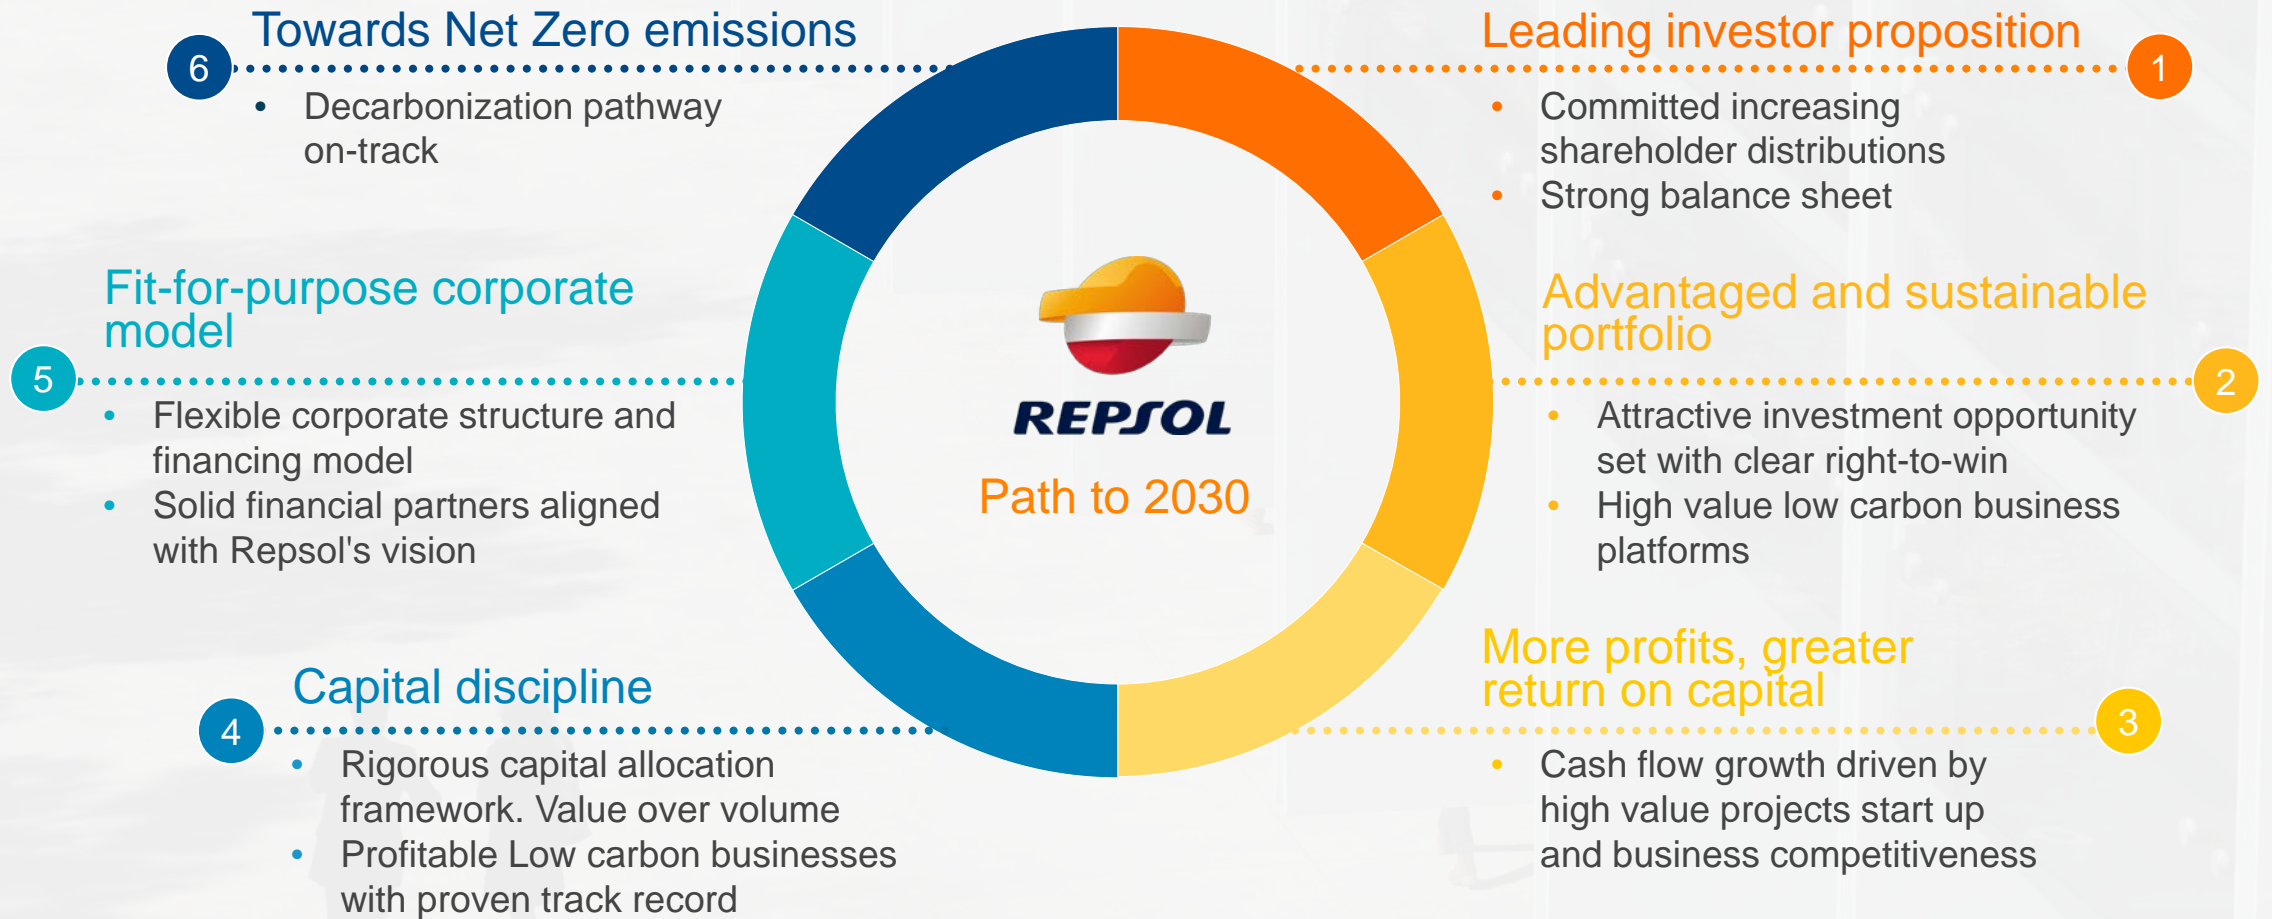 Leading investor proposition
1
• Committed increasing
shareholder distributions
• Strong balance sheet
Advantaged and sustainable
portfolio
2
• Attractive investment opportunity
set with clear right-to-win
• High value low carbon business
platforms
More profits, greater
return on capital
3
• Cash flow growth driven by
high value projects start up
and business competitiveness
Capital discipline
4
• Rigorous capital allocation
framework. Value over volume
• Profitable Low carbon businesses
with proven track record
Fit-for-purpose corporate
model
5
• Flexible corporate structure and
financing model
• Solid financial partners aligned
with Repsol's vision
Towards Net Zero emissions
6
• Decarbonization pathway
on-track
REPSOL
Path to 2030